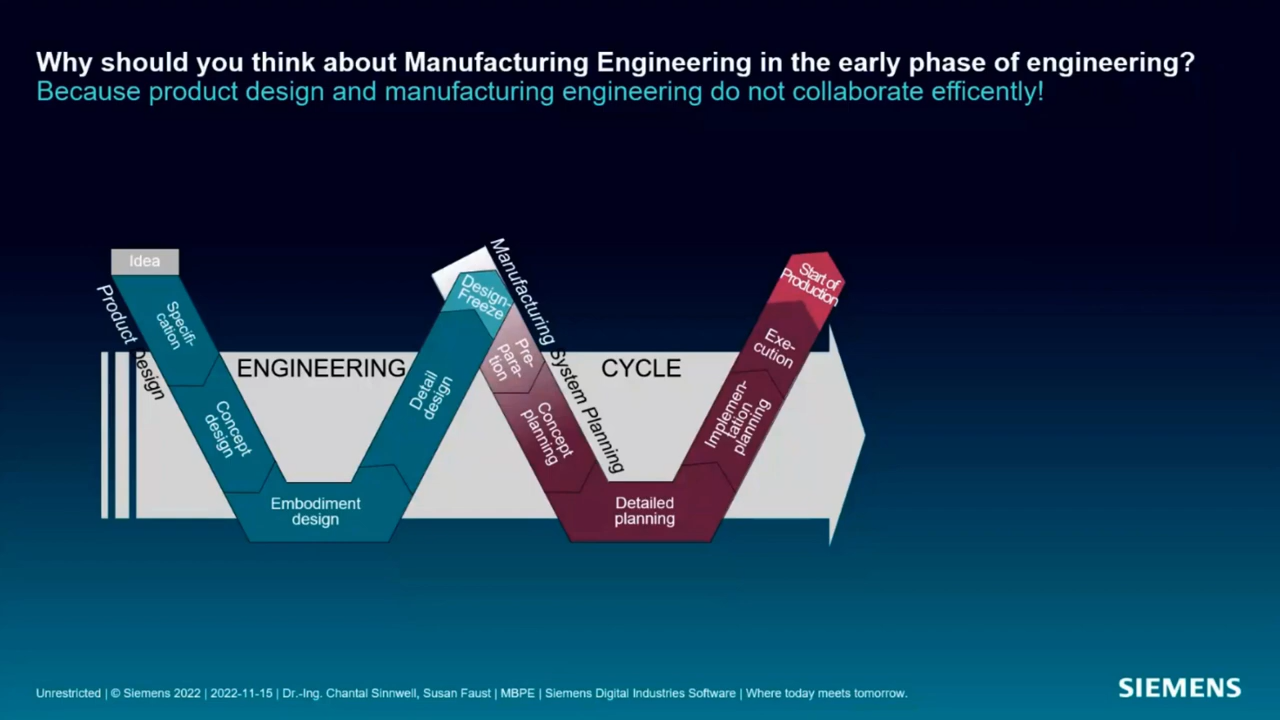 Why should you think about Manufacturing Engineering in the early phase of engineering?
Because product design and manufacturing engineering do not collaborate efficently!
Idea
Product Design
Specifi-
cation
Concept
design
Embodiment
design
ENGINEERING
Detail
design
Design-
Freeze
Manufacturing System Planning
Pre-
para-
tion
Concept
planning
Detailed
planning
CYCLE
Implemen-
tation
planning
Exe-
cution
Start of
Production
Unrestricted | © Siemens 2022 | 2022-11-15 | Dr.-Ing. Chantal Sinnwell, Susan Faust | MBPE | Siemens Digital Industries Software | Where today meets tomorrow.
SIEMENS